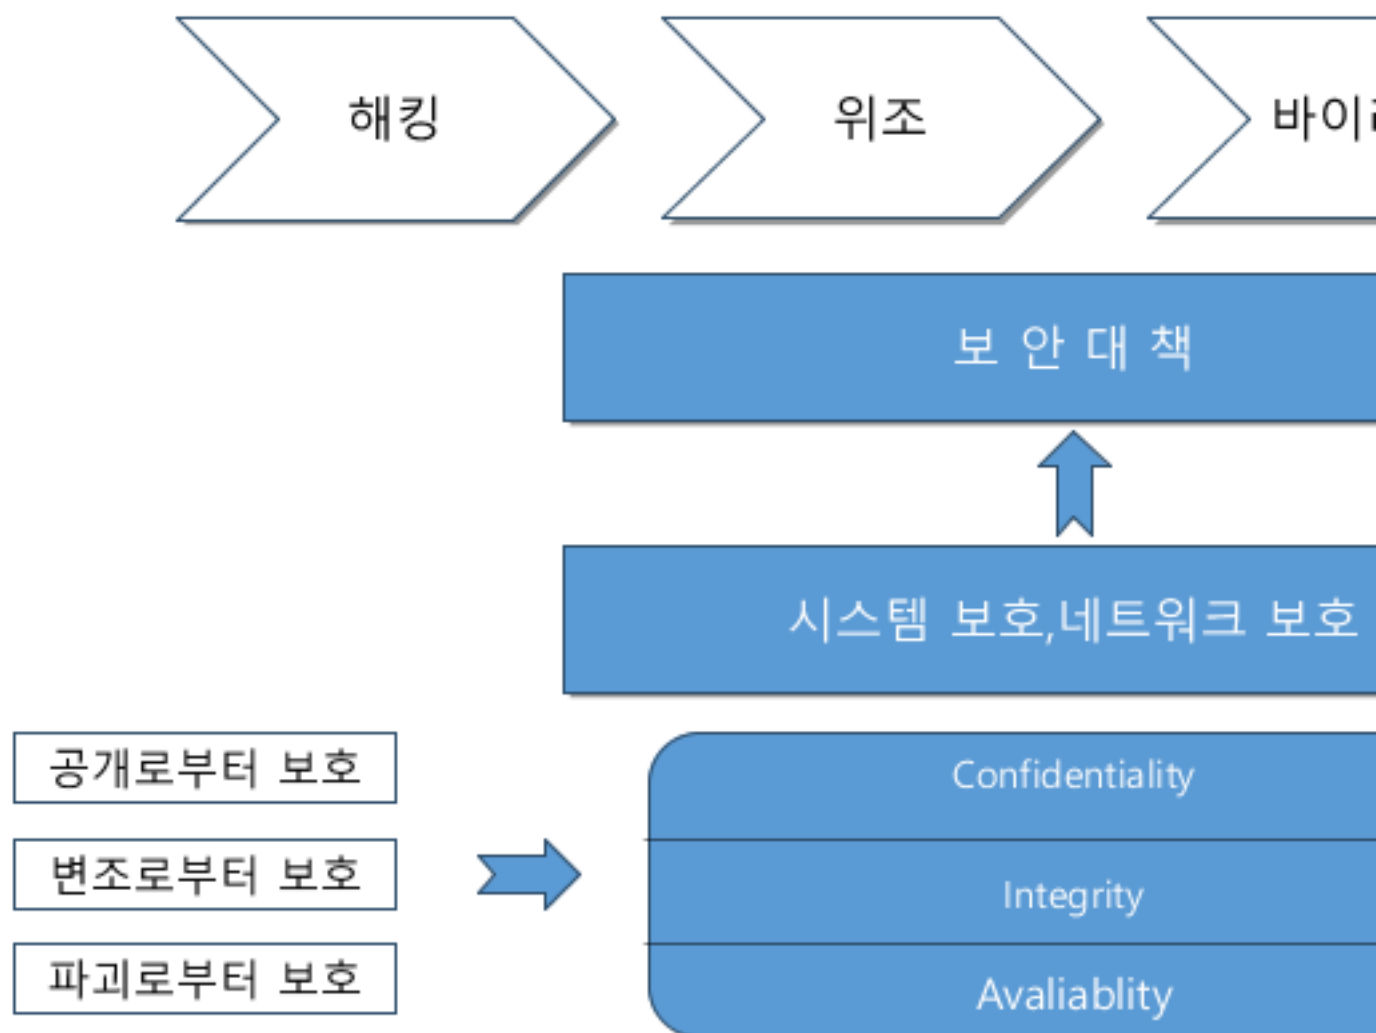 해킹
위조
바이
보 안 대 책
시스템 보호,네트워크 보호
공개로부터 보호
Confidentiality
변조로부터 보호
Integrity
파괴로부터 보호
Avaliablity